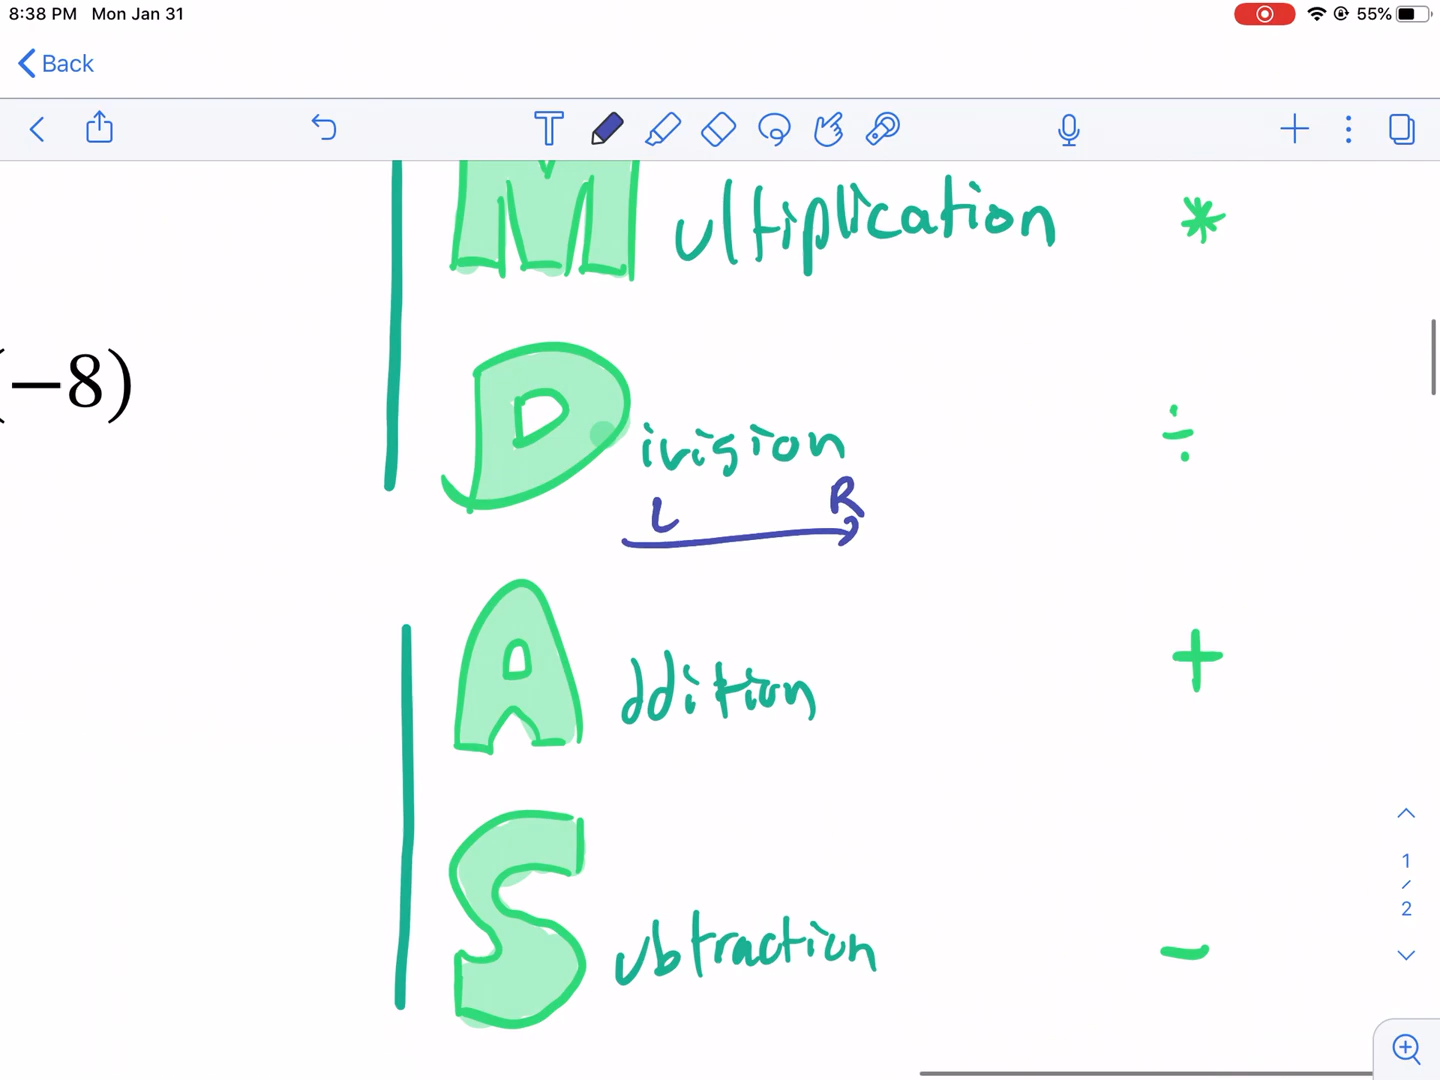 8:38 PM Mon Jan 31 55%
Back
T
Multiplication *
(−8)
Division ÷
L R
Addition +
Subtraction −
1
/
2